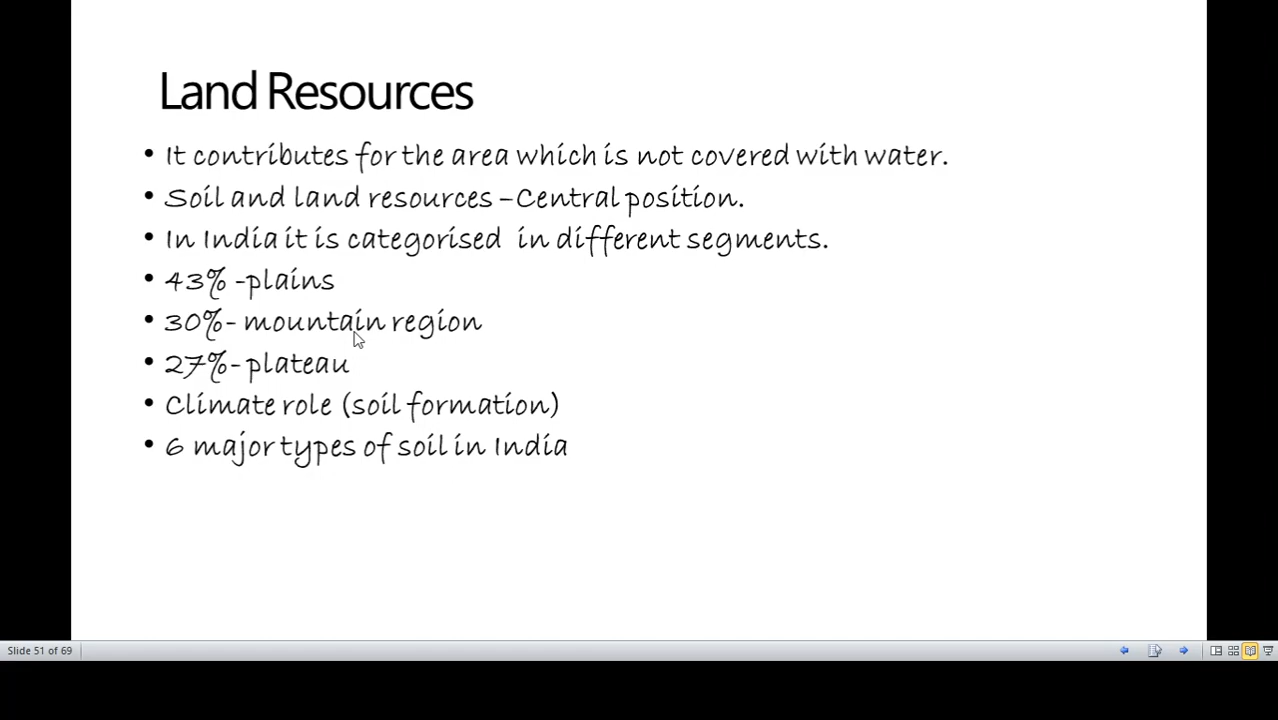 Land Resources
• It contributes for the area which is not covered with water.
• Soil and land resources –Central position.
• In India it is categorised in different segments.
• 43% -plains
• 30%- mountain region
• 27%- plateau
• Climate role (soil formation)
• 6 major types of soil in India
Slide 51 of 69